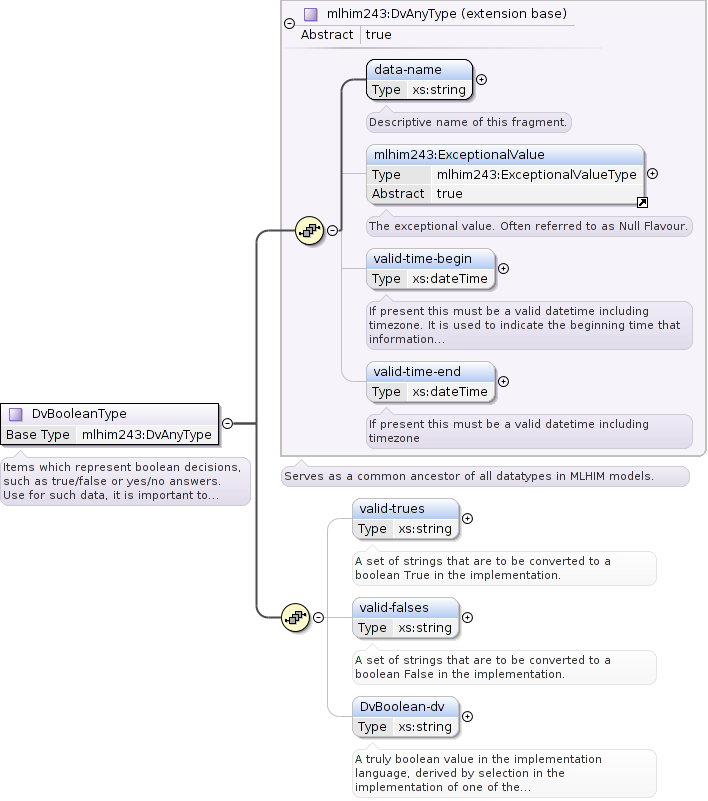 mlhim243:DvAnyType (extension base)
Abstract true
data-name
Type xs:string
Descriptive name of this fragment.
mlhim243:ExceptionalValue
Type mlhim243:ExceptionalValueType
Abstract true
The exceptional value. Often referred to as Null Flavour.
valid-time-begin
Type xs:dateTime
If present this must be a valid datetime including
timezone. It is used to indicate the beginning time that
information...
valid-time-end
Type xs:dateTime
If present this must be a valid datetime including
timezone
DvBooleanType
Base Type mlhim243:DvAnyType
Items which represent boolean decisions,
such as true/false or yes/no answers.
Use for such data, it is important to...
Serves as a common ancestor of all datatypes in MLHIM models.
valid-trues
Type xs:string
A set of strings that are to be converted to a
boolean True in the implementation.
valid-falses
Type xs:string
A set of strings that are to be converted to a
boolean False in the implementation.
DvBoolean-dv
Type xs:string
A truly boolean value in the implementation
language, derived by selection in the
implementation of one of the...